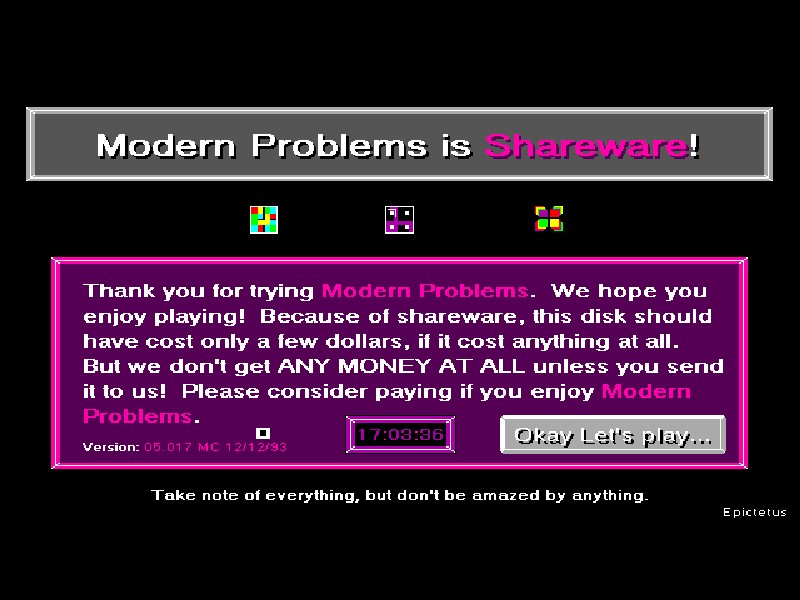 Modern Problems is Shareware!
Thank you for trying Modern Problems. We hope you
enjoy playing! Because of shareware, this disk should
have cost only a few dollars, if it cost anything at all.
But we don't get ANY MONEY AT ALL unless you send
it to us! Please consider paying if you enjoy Modern
Problems.
Version: 05.017 MC 12/12/93
17:03:36
Okay Let's play...
Take note of everything, but don't be amazed by anything.
Epictetus